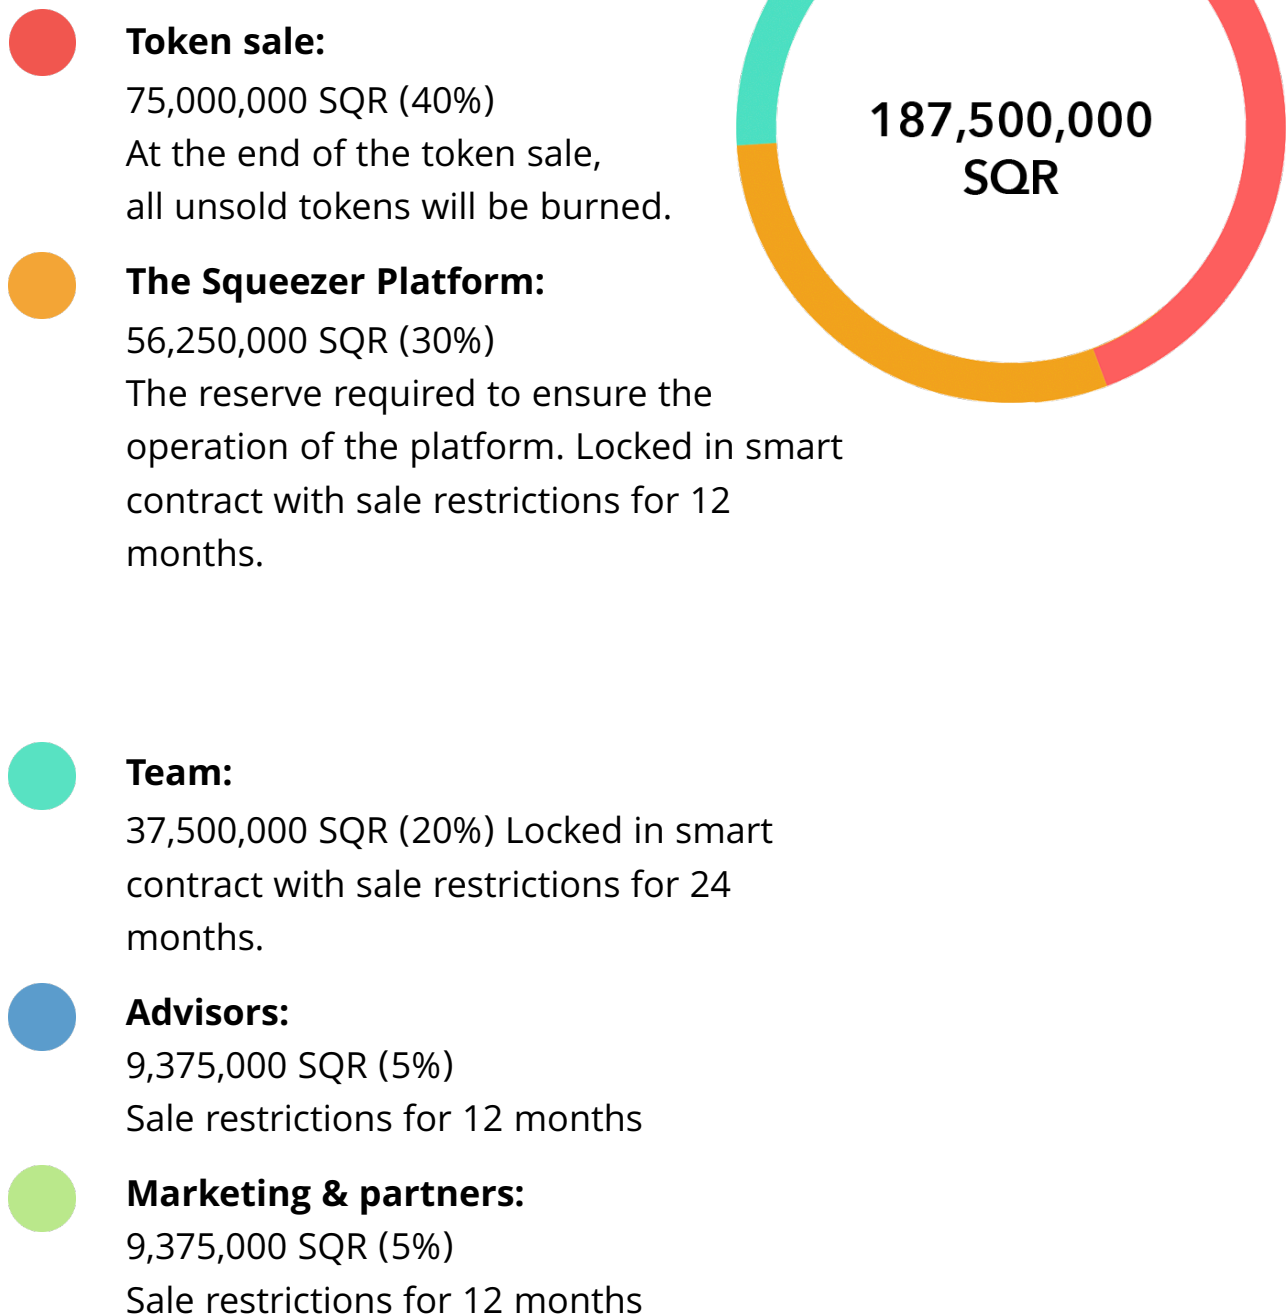 Token sale:
75,000,000 SQR (40%)
At the end of the token sale,
all unsold tokens will be burned.
187,500,000
SQR
The Squeezer Platform:
56,250,000 SQR (30%)
The reserve required to ensure the
operation of the platform. Locked in smart
contract with sale restrictions for 12
months.
Team:
37,500,000 SQR (20%) Locked in smart
contract with sale restrictions for 24
months.
Advisors:
9,375,000 SQR (5%)
Sale restrictions for 12 months
Marketing & partners:
9,375,000 SQR (5%)
Sale restrictions for 12 months